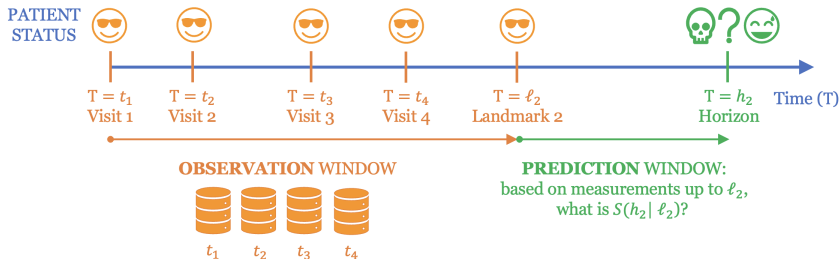 PATIENT
STATUS
?
T = t₁
Visit 1
T = t₂
Visit 2
T = t₃
Visit 3
T = t₄
Visit 4
T = ℓ₂
Landmark 2
T = h₂
Horizon
Time (T)
OBSERVATION WINDOW
t₁ t₂ t₃ t₄
PREDICTION WINDOW:
based on measurements up to ℓ₂,
what is S(h₂| ℓ₂)?